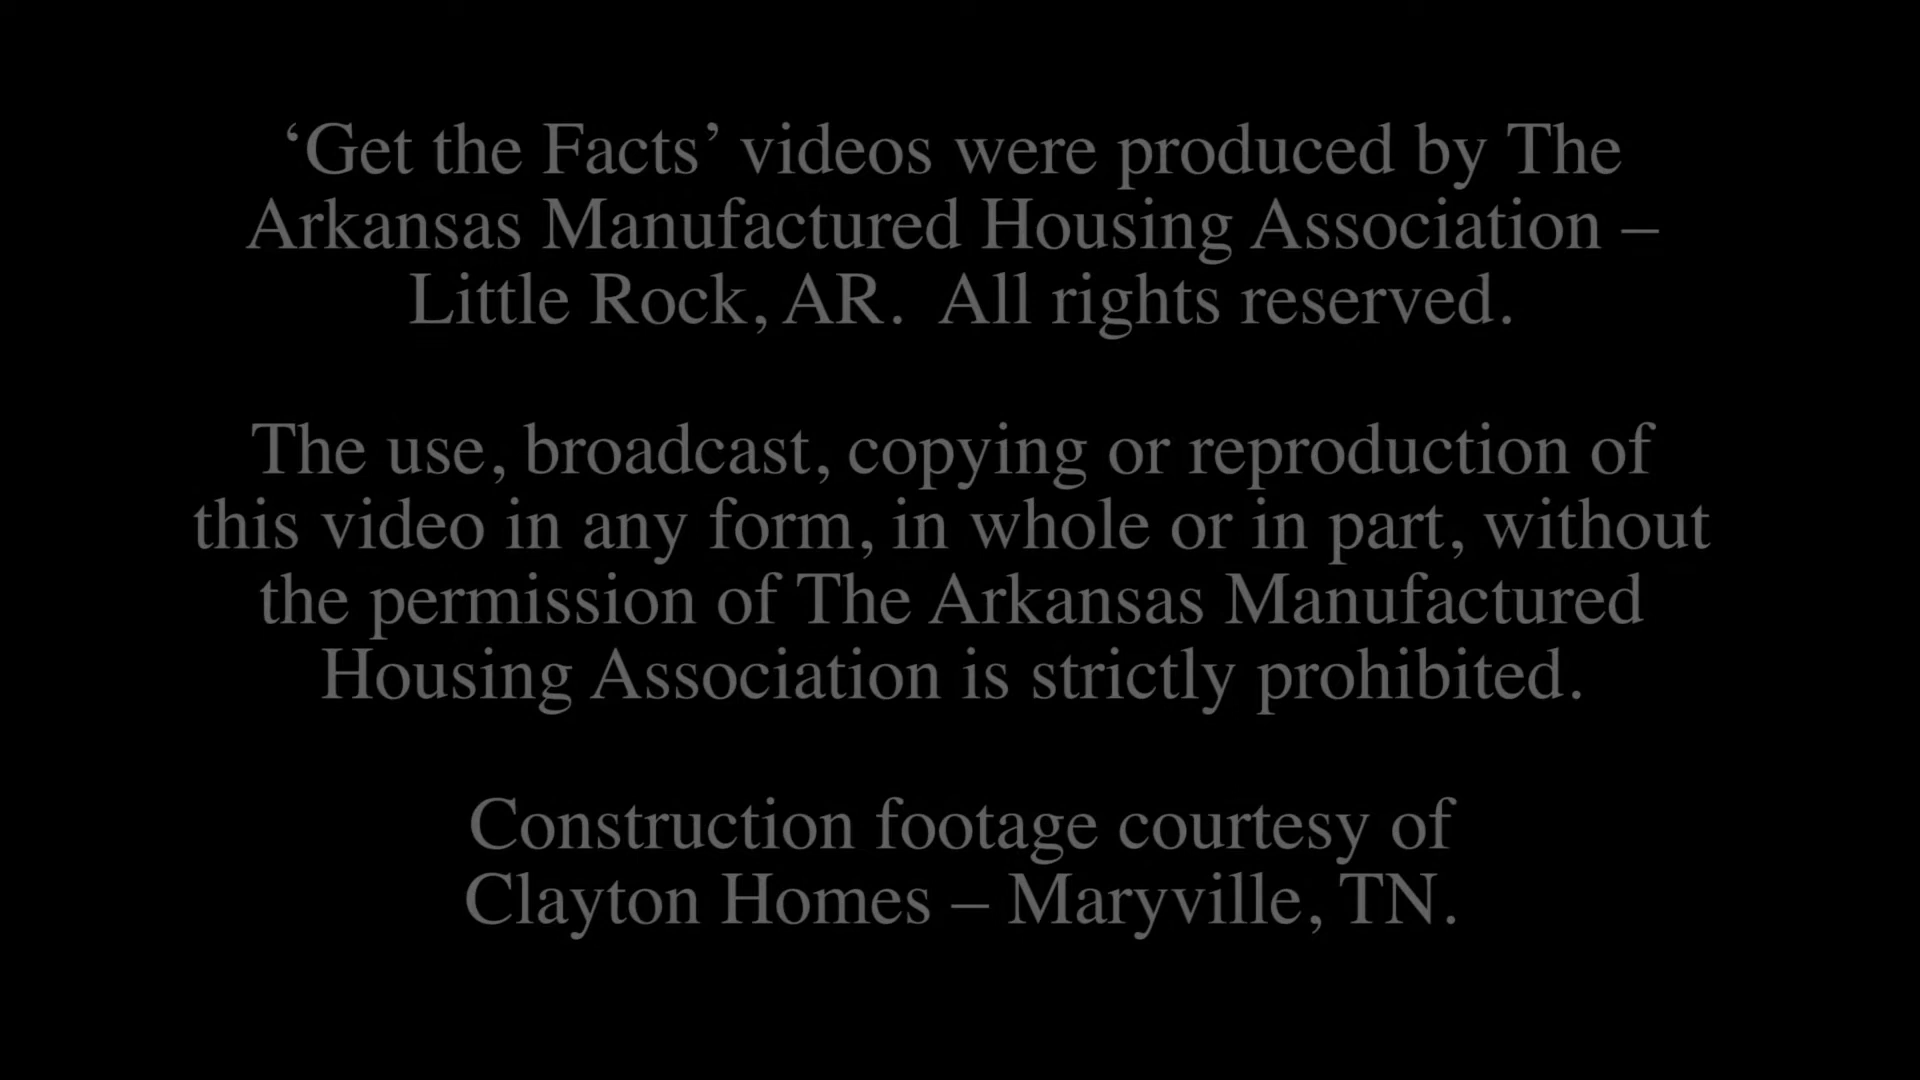 ‘Get the Facts’ videos were produced by The
Arkansas Manufactured Housing Association –
Little Rock, AR.  All rights reserved.
The use, broadcast, copying or reproduction of
this video in any form, in whole or in part, without
the permission of The Arkansas Manufactured
Housing Association is strictly prohibited.
Construction footage courtesy of
Clayton Homes – Maryville, TN.